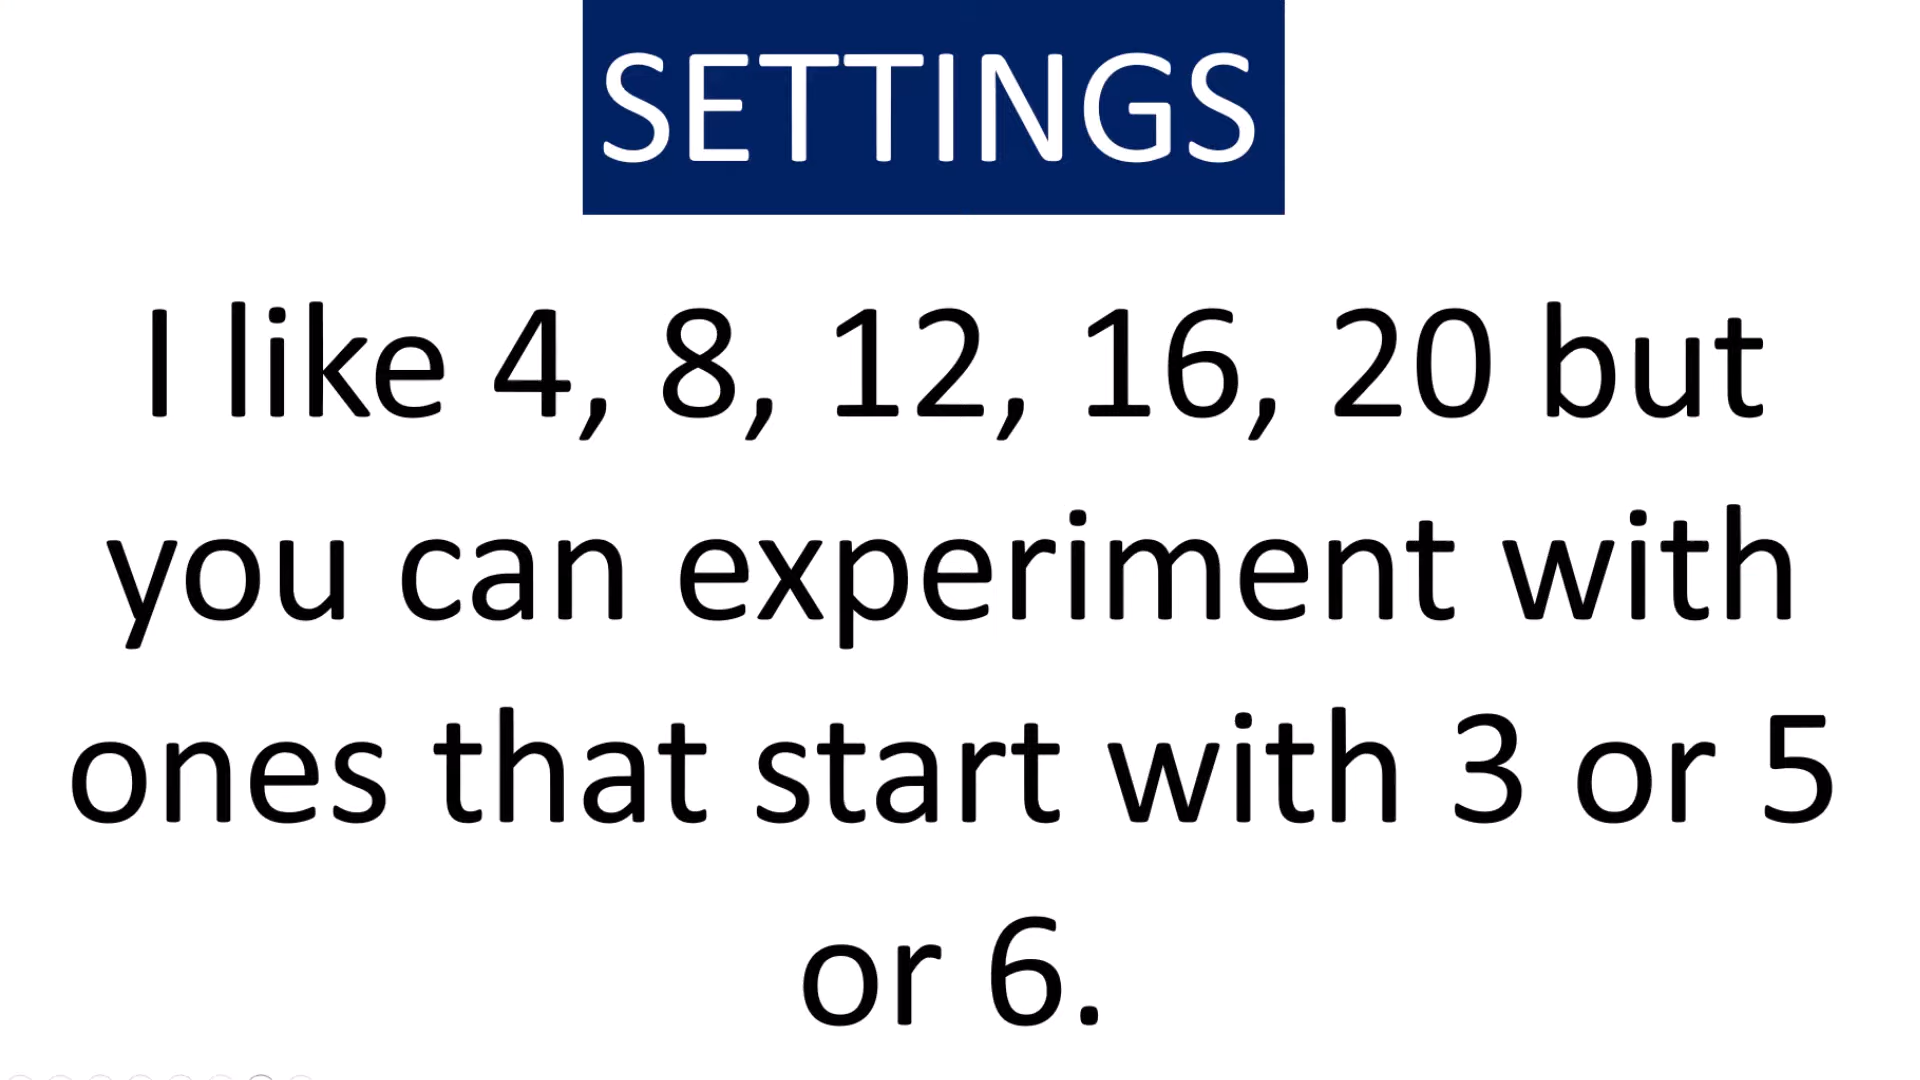 SETTINGS
I like 4, 8, 12, 16, 20 but
you can experiment with
ones that start with 3 or 5
or 6.